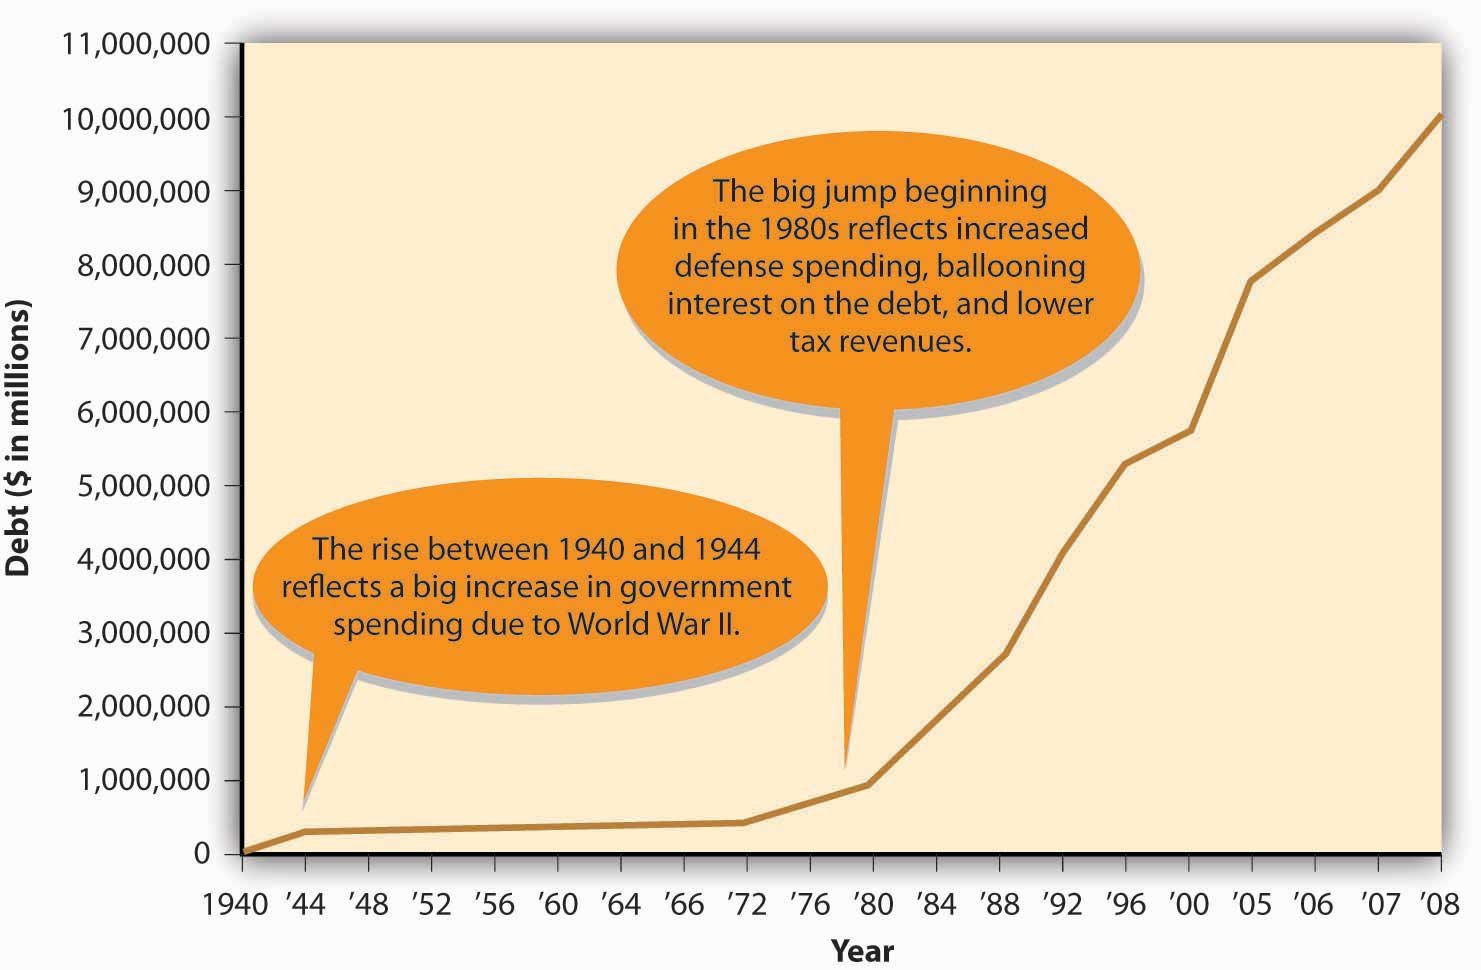 11,000,000
10,000,000
9,000,000
8,000,000
7,000,000
6,000,000
5,000,000
4,000,000
3,000,000
2,000,000
1,000,000
0
Debt ($ in millions)
The big jump beginning
in the 1980s reflects increased
defense spending, ballooning
interest on the debt, and lower
tax revenues.
The rise between 1940 and 1944
reflects a big increase in government
spending due to World War II.
1940 ’44 ’48 ’52 ’56 ’60 ’64 ’66 ’72 ’76 ’80 ’84 ’88 ’92 ’96 ’00 ’05 ’06 ’07 ’08
Year